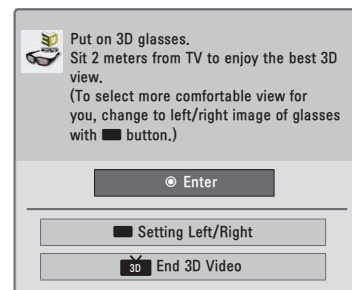 3D
Put on 3D glasses.
Sit 2 meters from TV to enjoy the best 3D
view.
(To select more comfortable view for
you, change to left/right image of glasses
with button.)
Enter
Setting Left/Right
3D End 3D Video